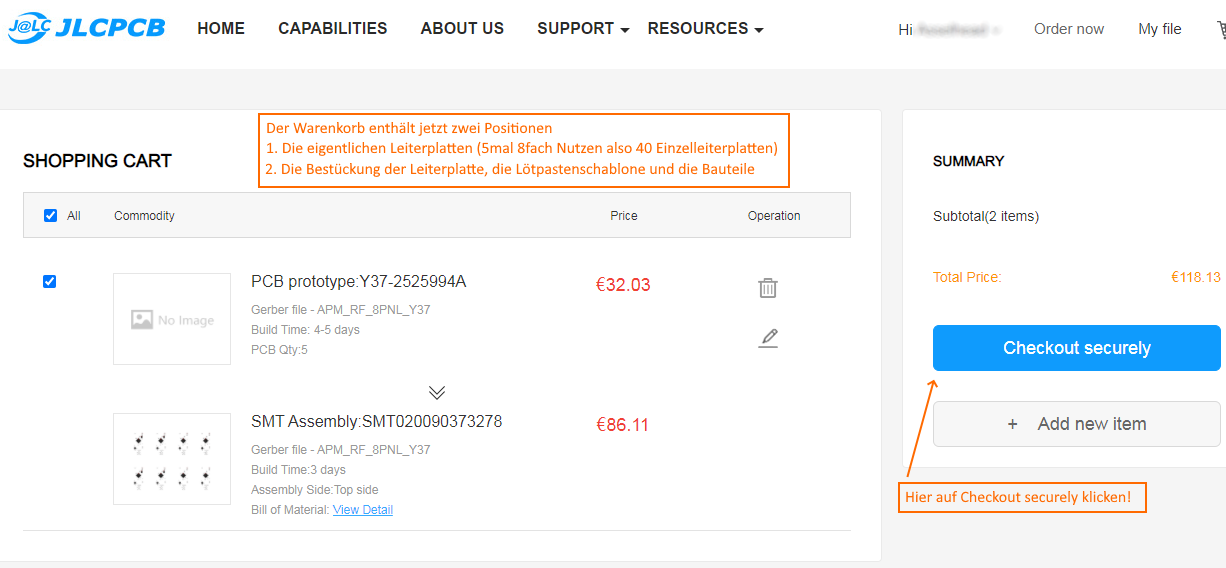 J@LC JLCPCB
HOME CAPABILITIES ABOUT US SUPPORT RESOURCES
Hi
Order now My file
Der Warenkorb enthält jetzt zwei Positionen
1. Die eigentlichen Leiterplatten (5mal 8fach Nutzen also 40 Einzelleiterplatten)
2. Die Bestückung der Leiterplatte, die Lötpastenschablone und die Bauteile
SHOPPING CART
All Commodity Price Operation
No Image
PCB prototype:Y37-2525994A
€32.03
Gerber file - APM_RF_8PNL_Y37
Build Time: 4-5 days
PCB Qty:5
SMT Assembly:SMT020090373278
€86.11
Gerber file - APM_RF_8PNL_Y37
Build Time:3 days
Assembly Side:Top side
Bill of Material: View Detail
SUMMARY
Subtotal(2 items)
Total Price: €118.13
Checkout securely
+ Add new item
Hier auf Checkout securely klicken!